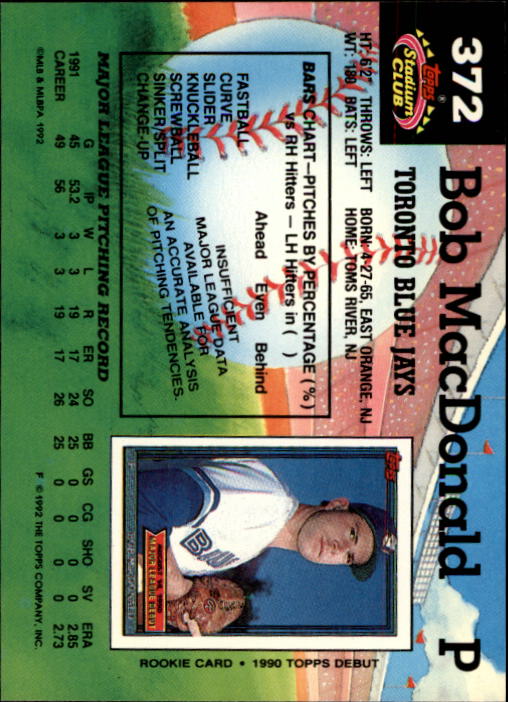 372
TOPPS
Stadium
CLUB
Bob MacDonald P
TORONTO BLUE JAYS
HT: 6'2" THROWS: LEFT BORN: 4-27-65, EAST ORANGE, NJ
WT: 180 BATS: LEFT HOME: TOMS RIVER, NJ
BARS CHART—PITCHES BY PERCENTAGE (%)
vs RH Hitters — LH Hitters in ( )
Ahead Even Behind
FASTBALL
CURVE
SLIDER
KNUCKLEBALL
SCREWBALL
SINKER/SPLIT
CHANGE-UP
INSUFFICIENT
MAJOR LEAGUE DATA
AVAILABLE FOR
AN ACCURATE ANALYSIS
OF PITCHING TENDENCIES.
MAJOR LEAGUE PITCHING RECORD
G IP W L R ER SO BB GS CG SHO SV ERA
1991 45 53.2 3 3 19 17 24 25 0 0 0 0 2.85
CAREER 49 56 3 3 19 17 26 25 0 0 0 0 2.73
©MLB & MLBPA 1992
F © 1992 THE TOPPS COMPANY, INC.
TOPPS
MAJOR LEAGUE DEBUT
ROOKIE CARD • 1990 TOPPS DEBUT